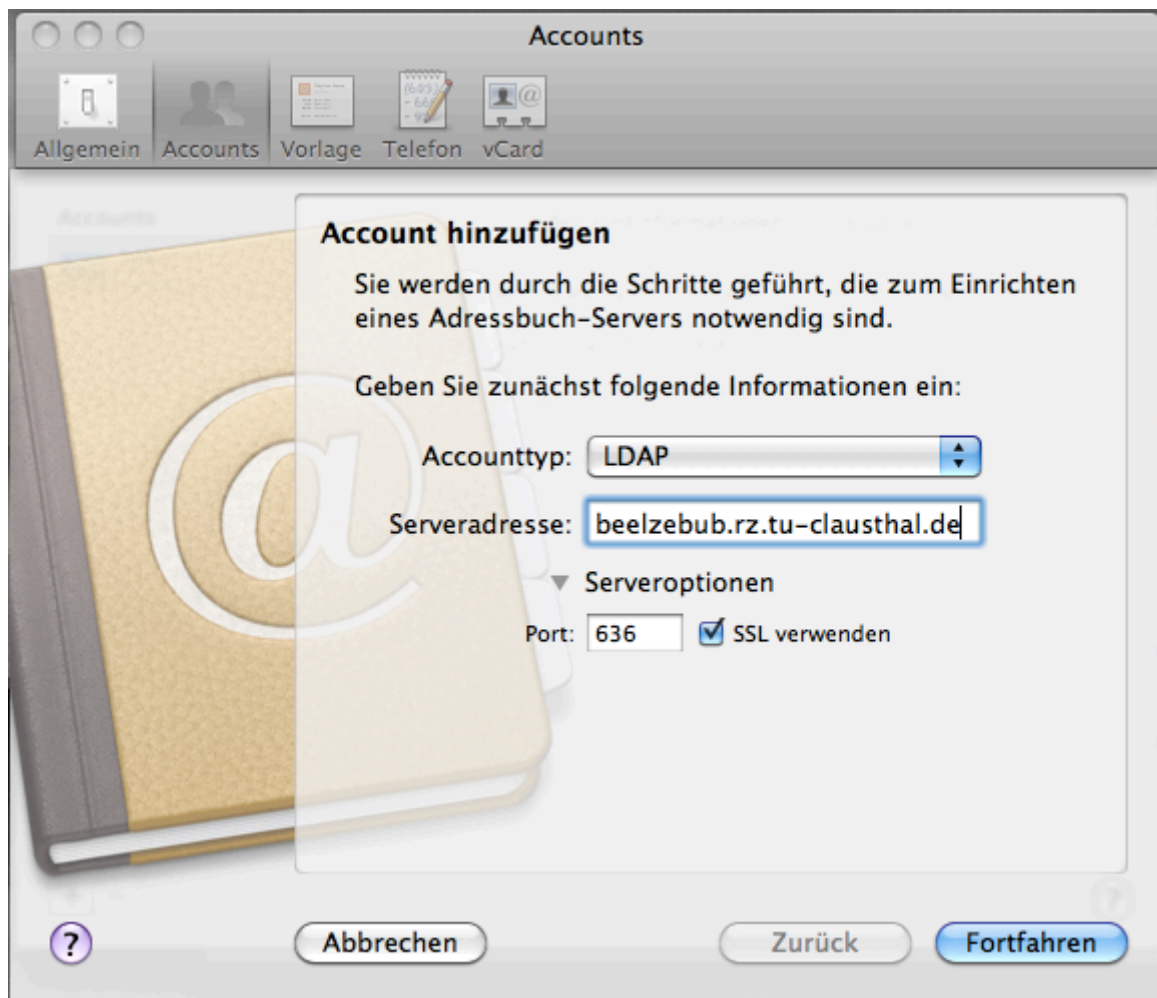 Accounts
Allgemein Accounts Vorlage Telefon vCard
Accounts
Account hinzufügen
Sie werden durch die Schritte geführt, die zum Einrichten
eines Adressbuch-Servers notwendig sind.
Geben Sie zunächst folgende Informationen ein:
Accounttyp: LDAP
Serveradresse: beelzebub.rz.tu-clausthal.de
Serveroptionen
Port: 636 SSL verwenden
@
? Abbrechen Zurück Fortfahren